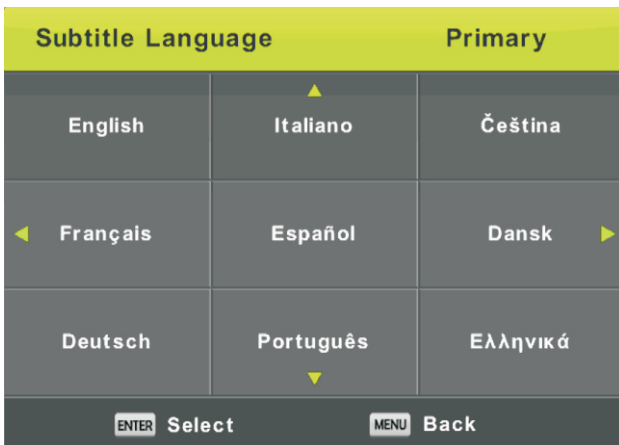 Subtitle Language Primary
English Italiano Čeština
Français Español Dansk
Deutsch Português Ελληνικά
ENTER Select MENU Back